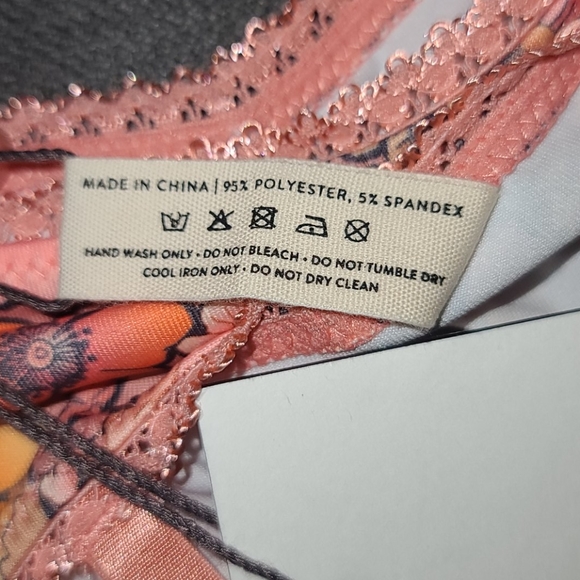 MADE IN CHINA | 95% POLYESTER, 5% SPANDEX
HAND WASH ONLY • DO NOT BLEACH • DO NOT TUMBLE DRY
COOL IRON ONLY • DO NOT DRY CLEAN